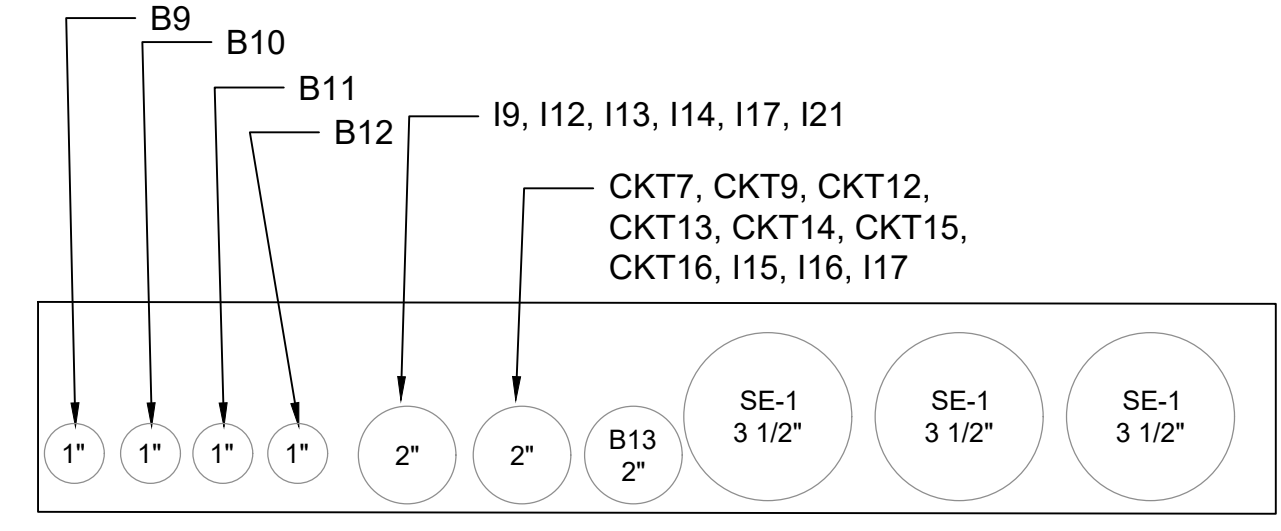 B9
B10
B11
B12
I9, I12, I13, I14, I17, I21
CKT7, CKT9, CKT12,
CKT13, CKT14, CKT15,
CKT16, I15, I16, I17
1"
1"
1"
1"
2"
2"
B13
2"
SE-1
3 1/2"
SE-1
3 1/2"
SE-1
3 1/2"